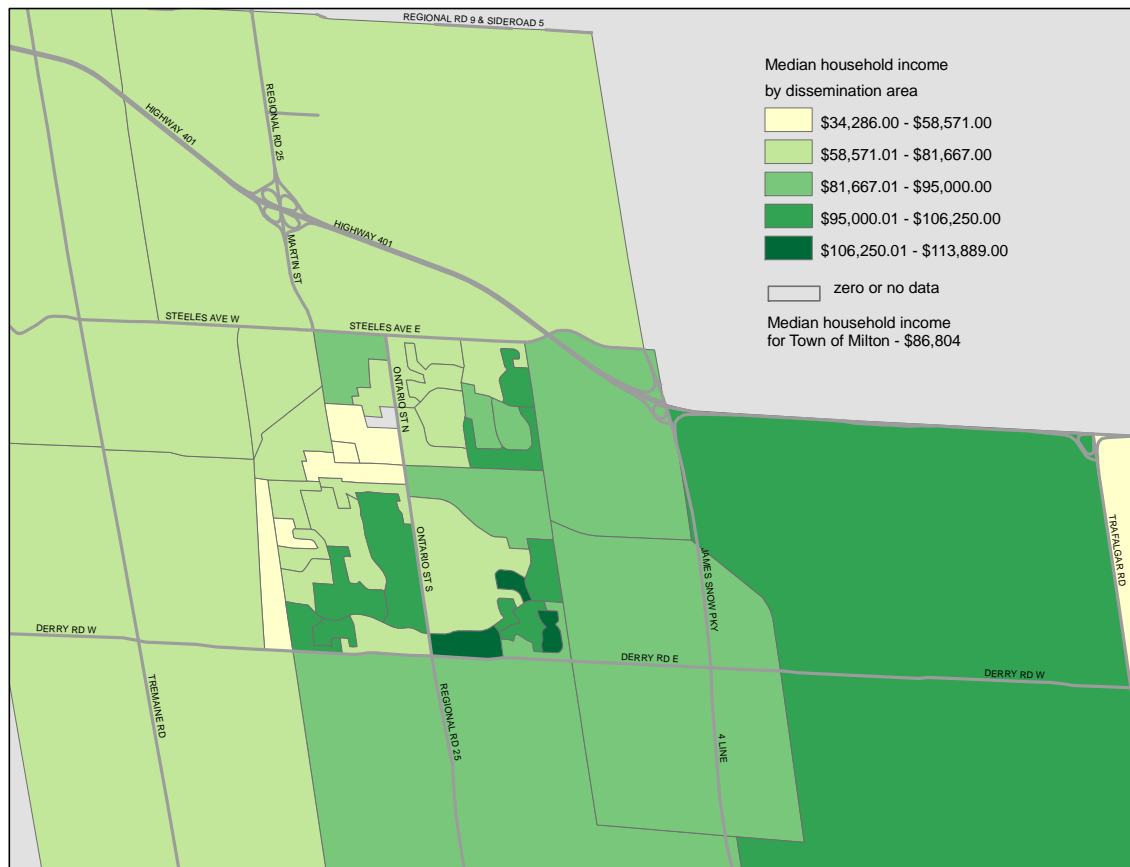 REGIONAL RD 9 & SIDEROAD 5
Median household income
by dissemination area
$34,286.00 - $58,571.00
$58,571.01 - $81,667.00
$81,667.01 - $95,000.00
$95,000.01 - $106,250.00
$106,250.01 - $113,889.00
zero or no data
Median household income
for Town of Milton - $86,804
HIGHWAY 401
REGIONAL RD 25
HIGHWAY 401
MARTIN ST
STEELES AVE W
STEELES AVE E
ONTARIO ST N
ONTARIO ST S
JAMES SNOW PKY
TRAFALGAR RD
DERRY RD W
DERRY RD E
DERRY RD W
TREMAINE RD
REGIONAL RD 25
4 LINE